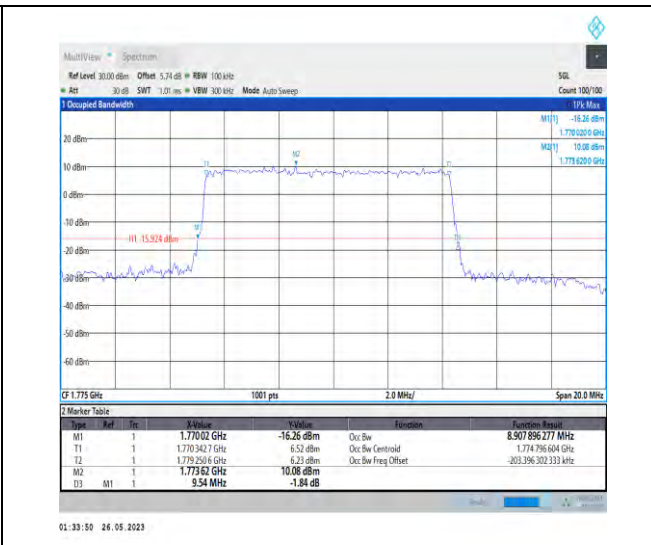 MultiView Spectrum
Ref Level 30.00 dBm Offset 5.74 dB RBW 100 kHz SGL
Att 30 dB SWT 1.01 ms VBW 300 kHz Mode Auto Sweep Count 100/100
1 Occupied Bandwidth 1Pk Max
M1[1] -16.26 dBm
1.770 020 0 GHz
20 dBm
M2[1] 10.08 dBm
1.773 620 0 GHz
M2
10 dBm
T1
0 dBm
-10 dBm
H1 -15.924 dBm
-20 dBm
-30 dBm
-40 dBm
-50 dBm
-60 dBm
CF 1.775 GHz 1001 pts 2.0 MHz/ Span 20.0 MHz
2 Marker Table
Type Ref Trc X-Value Y-Value Function Function Result
M1 1 1.77002 GHz -16.26 dBm Occ Bw 8.907 896 277 MHz
T1 1 1.770 342 7 GHz 6.52 dBm Occ Bw Centroid 1.774 796 604 GHz
T2 1 1.779 250 6 GHz 6.23 dBm Occ Bw Freq Offset -203.396 302 333 kHz
M2 1 1.773 62 GHz 10.08 dBm
D3 M1 1 9.54 MHz -1.84 dB
01:33:50 26.05.2023